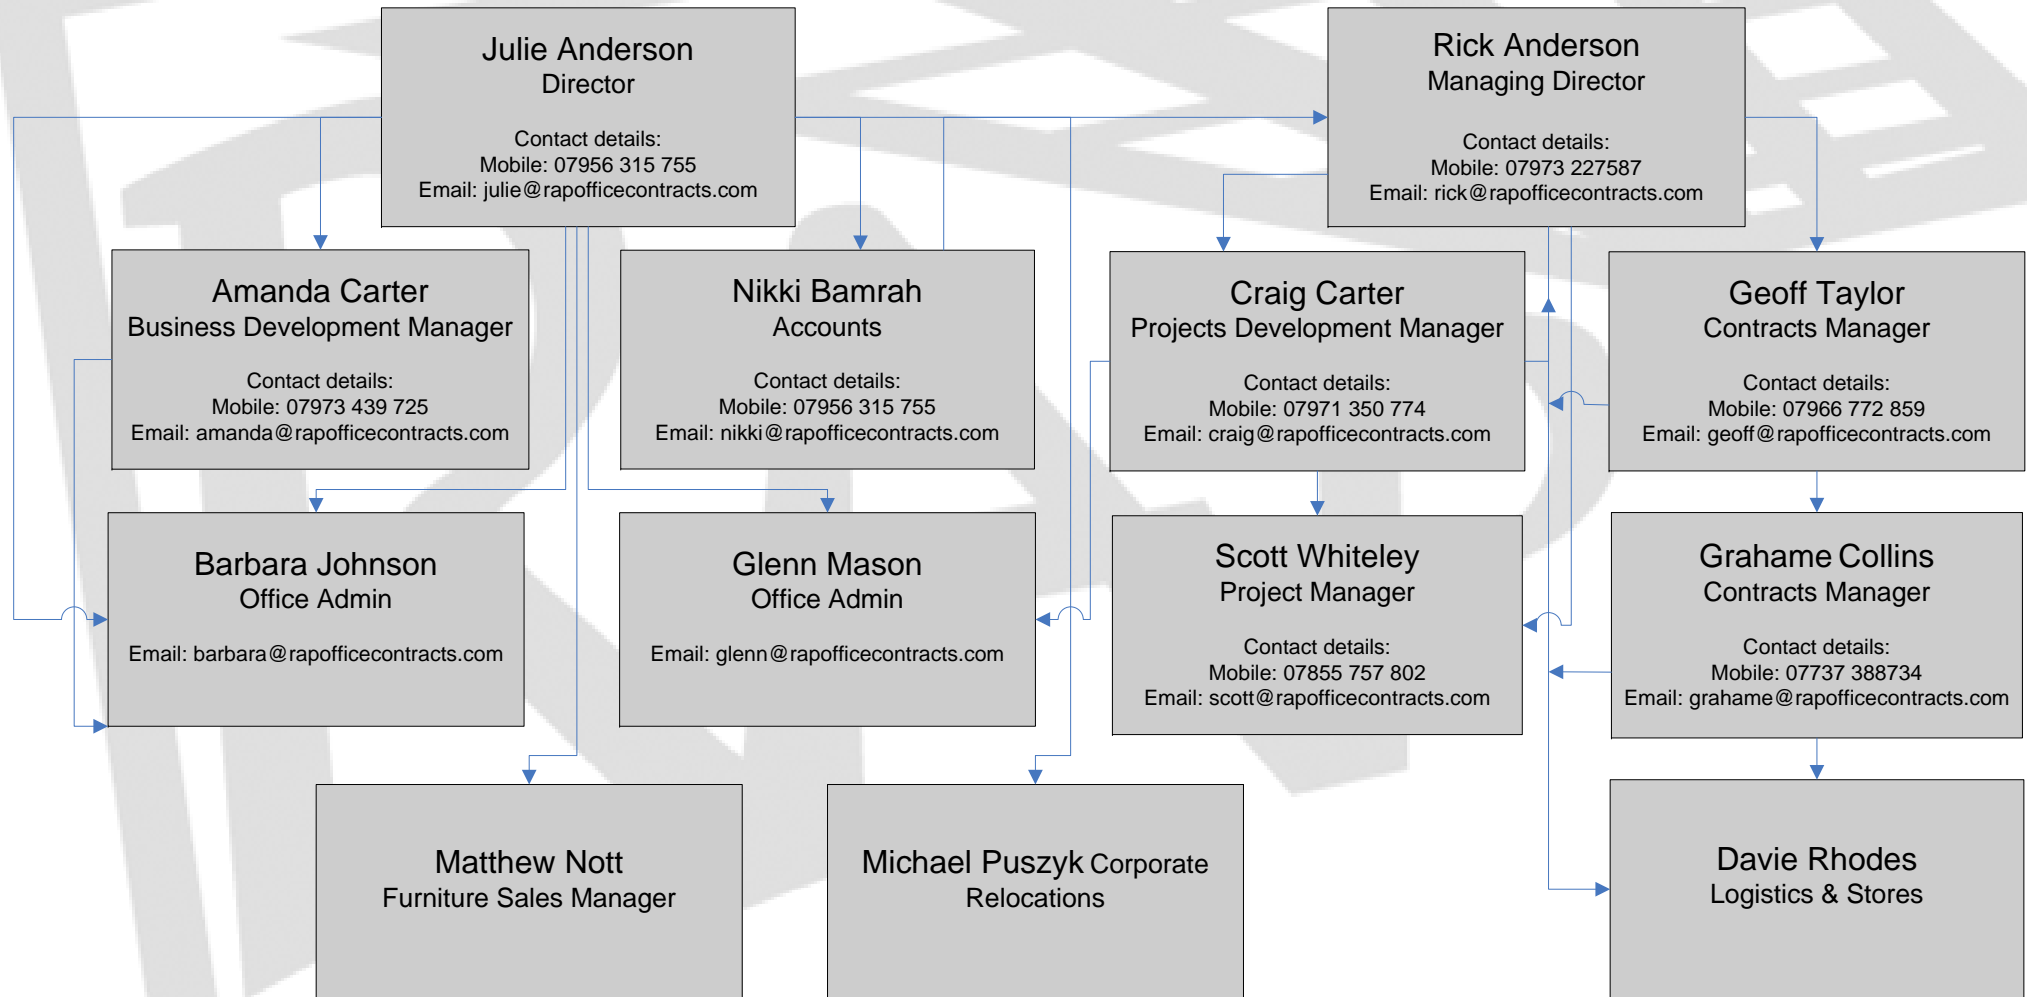 Julie Anderson
Director
Contact details:
Mobile: 07956 315 755
Email: julie@rapofficecontracts.com
Rick Anderson
Managing Director
Contact details:
Mobile: 07973 227587
Email: rick@rapofficecontracts.com
Amanda Carter
Business Development Manager
Contact details:
Mobile: 07973 439 725
Email: amanda@rapofficecontracts.com
Nikki Bamrah
Accounts
Contact details:
Mobile: 07956 315 755
Email: nikki@rapofficecontracts.com
Craig Carter
Projects Development Manager
Contact details:
Mobile: 07971 350 774
Email: craig@rapofficecontracts.com
Geoff Taylor
Contracts Manager
Contact details:
Mobile: 07966 772 859
Email: geoff@rapofficecontracts.com
Barbara Johnson
Office Admin
Email: barbara@rapofficecontracts.com
Glenn Mason
Office Admin
Email: glenn@rapofficecontracts.com
Scott Whiteley
Project Manager
Contact details:
Mobile: 07855 757 802
Email: scott@rapofficecontracts.com
Grahame Collins
Contracts Manager
Contact details:
Mobile: 07737 388734
Email: grahame@rapofficecontracts.com
Matthew Nott
Furniture Sales Manager
Michael Puszyk Corporate
Relocations
Davie Rhodes
Logistics & Stores